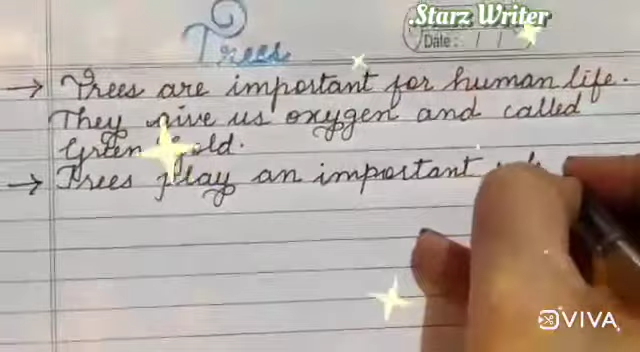 .Starz Writer
Date: / /
Trees
→ Trees are important for human life.
They give us oxygen and called
Green Gold.
→ Trees play an important
VIVA